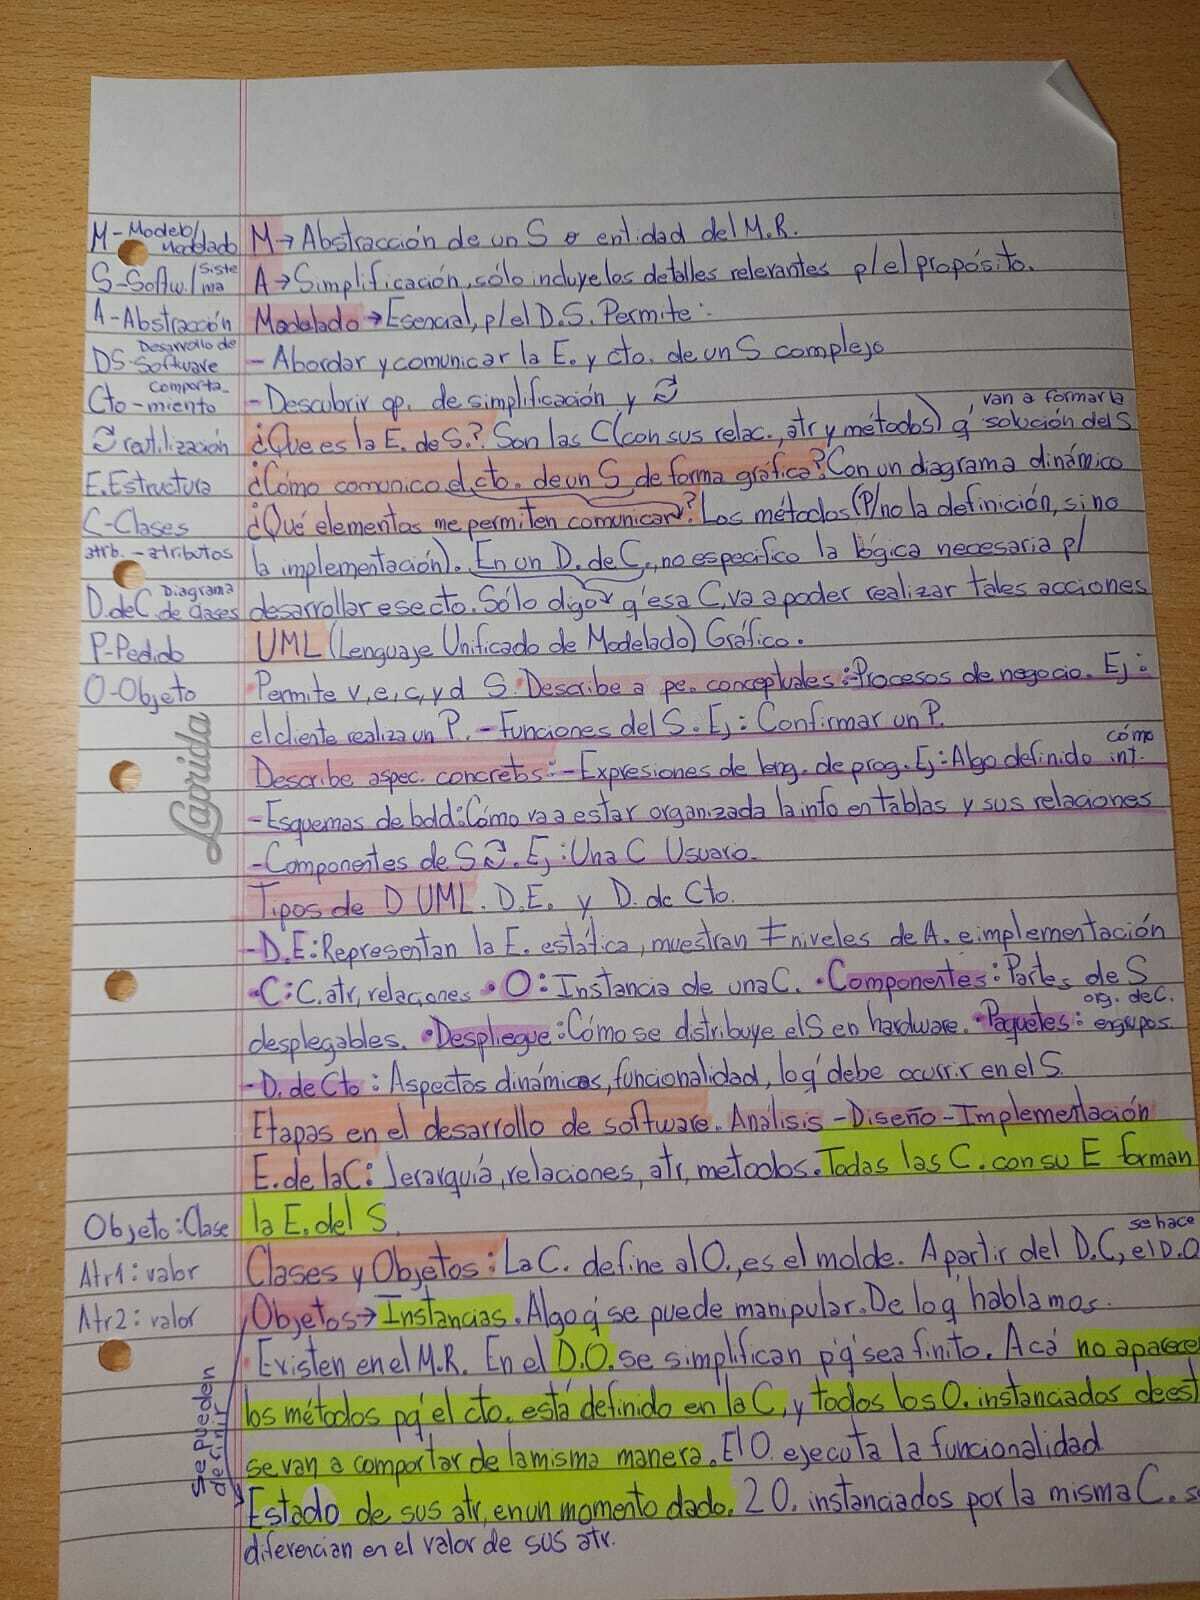 M-Modelo/Modelado
S-Softw./Sistema
A-Abstracción
DS-Desarrollo de Software
Cto-Comportamiento
reutilización
E.Estructura
C-Clases
atrb.-atributos
D.deC. Diagrama de Clases
P-Pedido
O-Objeto
Laprida
M→Abstracción de un S o entidad del M.R.
A→Simplificación, sólo incluye los detalles relevantes p/el propósito.
Modelado→Esencial, p/el D.S. Permite:
-Abordar y comunicar la E. y cto. de un S complejo
-Descubrir op. de simplificación y
¿Que es la E. de S.? Son las C(con sus relac., atr y métodos) q' van a formar la solución del S
¿Cómo comunico el cto. de un S de forma gráfica? Con un diagrama dinámico
¿Qué elementos me permiten comunicar? Los métodos (P/no la definición, sino
la implementación). En un D. de C., no especifico la lógica necesaria p/
desarrollar ese cto. Sólo digo q' esa C, va a poder realizar tales acciones
UML (Lenguaje Unificado de Modelado) Gráfico.
Permite v, e, c, y d S. Describe a pe. conceptuales: -Procesos de negocio. Ej:
el cliente realiza un P. -Funciones del S. Ej: Confirmar un P.
Describe aspec. concretos: -Expresiones de leng. de prog. Ej: Algo definido cómo int.
-Esquemas de bdd: Cómo va a estar organizada la info en tablas y sus relaciones
-Componentes de S. Ej: Una C Usuario.
Tipos de D UML. D.E. y D. de Cto.
-D.E: Representan la E. estática, muestran ≠ niveles de A. e implementación
•C: C. atr, relaciones •O: Instancia de una C. •Componentes: Partes de S
desplegables. •Despliegue: Cómo se distribuye el S en hardware. •Paquetes: org. de C. en grupos.
-D. de Cto: Aspectos dinámicos, funcionalidad, lo q' debe ocurrir en el S.
Etapas en el desarrollo de software. Análisis -Diseño -Implementación
E. de la C: Jerarquía, relaciones, atr, metodos. Todas las C. con su E forman
la E. del S.
Clases y Objetos: La C. define al O., es el molde. A partir del D.C, se hace el D.O
Objetos→Instancias. Algo q' se puede manipular. De lo q' hablamos.
Existen en el M.R. En el D.O. se simplifican p'q' sea finito. Acá no aparecen
los métodos pq' el cto. está definido en la C, y todos los O. instanciados de est
se van a comportar de la misma manera. El O. ejecuta la funcionalidad
Estado de sus atr, en un momento dado. 2 O. instanciados por la misma C. se
diferencian en el valor de sus atr.
Objeto: Clase
Atr1: valor
Atr2: valor
Se pueden definir